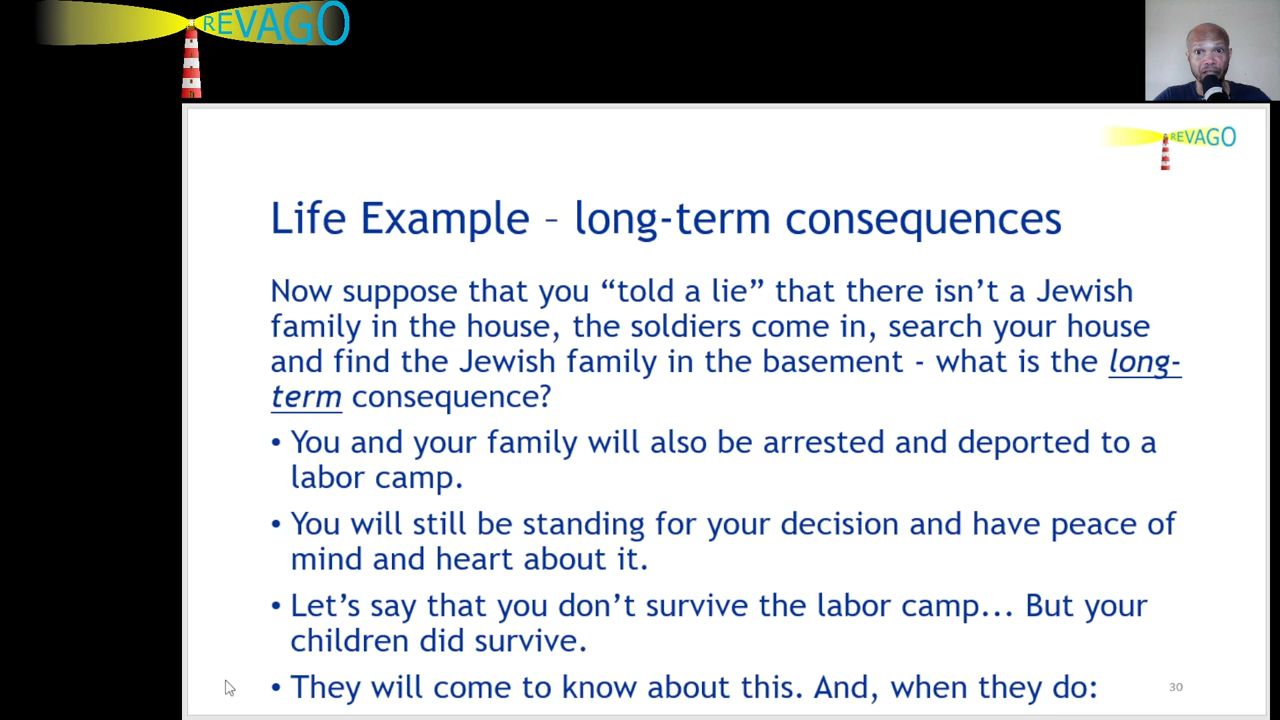 REVAGO
REVAGO
Life Example – long-term consequences
Now suppose that you “told a lie” that there isn’t a Jewish
family in the house, the soldiers come in, search your house
and find the Jewish family in the basement - what is the long-
term consequence?
• You and your family will also be arrested and deported to a
labor camp.
• You will still be standing for your decision and have peace of
mind and heart about it.
• Let’s say that you don’t survive the labor camp... But your
children did survive.
• They will come to know about this. And, when they do:
30